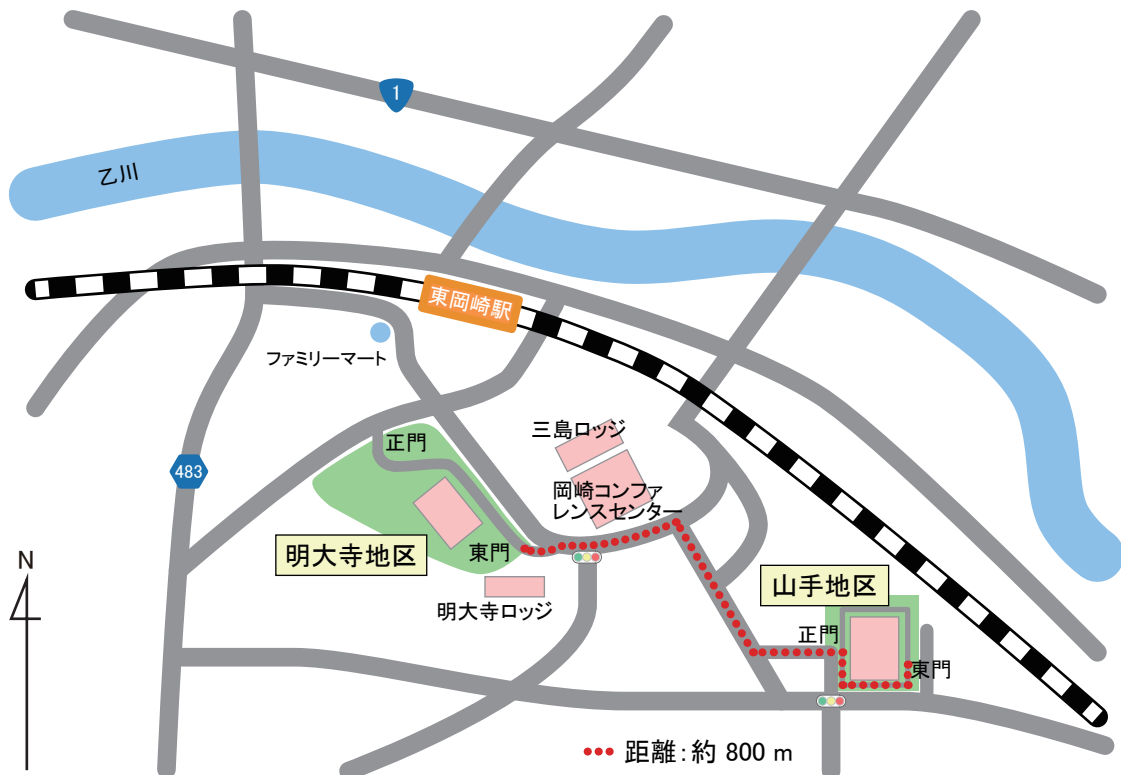 1
乙川
東岡崎駅
ファミリーマート
三島ロッジ
正門
岡崎コンファ
レンスセンター
483
明大寺地区
東門
N
明大寺ロッジ
山手地区
正門
東門
距離:約 800 m